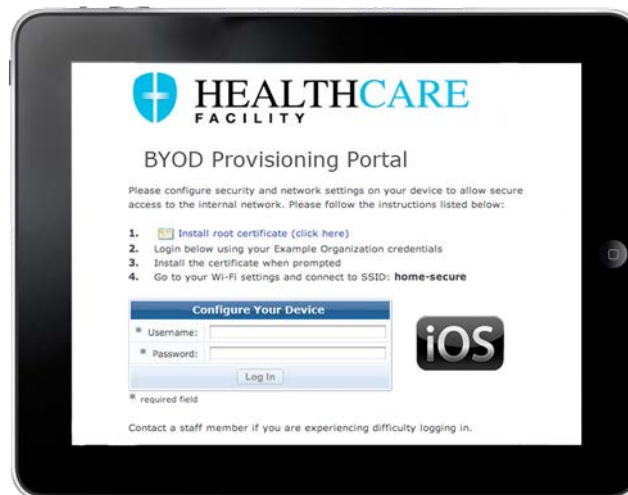 HEALTHCARE
FACILITY
BYOD Provisioning Portal
Please configure security and network settings on your device to allow secure
access to the internal network. Please follow the instructions listed below:
1. Install root certificate (click here)
2. Login below using your Example Organization credentials
3. Install the certificate when prompted
4. Go to your Wi-Fi settings and connect to SSID: home-secure
Configure Your Device
* Username:
* Password:
Log In
iOS
* required field
Contact a staff member if you are experiencing difficulty logging in.